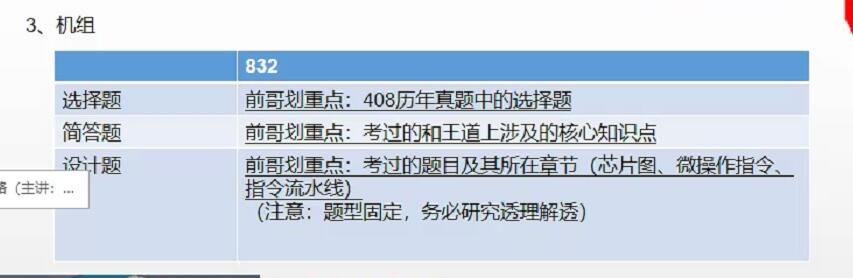 3、机组
832
选择题
前哥划重点：408历年真题中的选择题
简答题
前哥划重点：考过的和王道上涉及的核心知识点
设计题
前哥划重点：考过的题目及其所在章节（芯片图、微操作指令、
指令流水线）
（注意：题型固定，务必研究透理解透）
（主讲：...